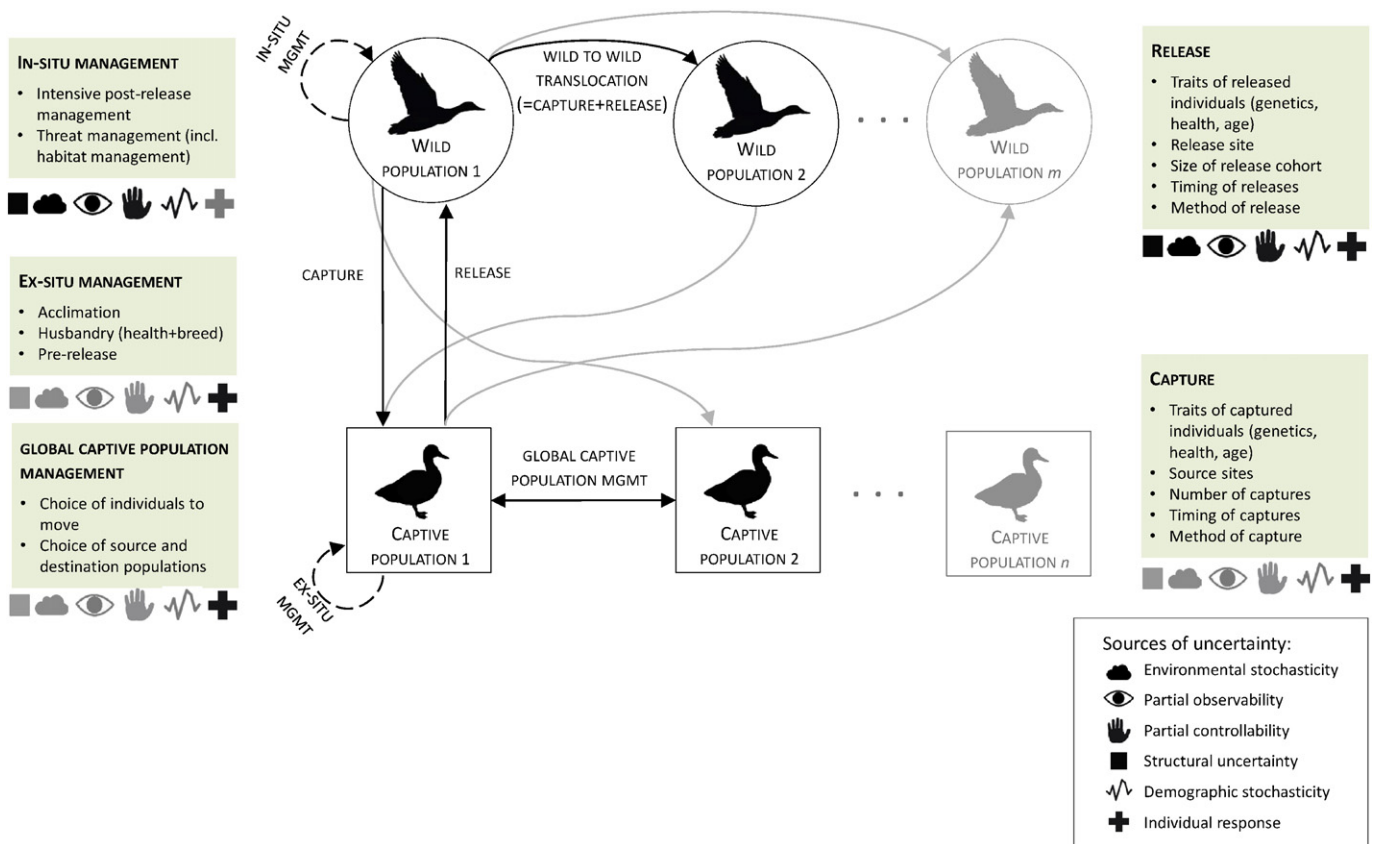 IN-SITU MANAGEMENT
• Intensive post-release
management
• Threat management (incl.
habitat management)
EX-SITU MANAGEMENT
• Acclimation
• Husbandry (health+breed)
• Pre-release
GLOBAL CAPTIVE POPULATION
MANAGEMENT
• Choice of individuals to
move
• Choice of source and
destination populations
IN-SITU
MGMT
WILD
POPULATION 1
WILD TO WILD
TRANSLOCATION
(=CAPTURE+RELEASE)
WILD
POPULATION 2
. . .
WILD
POPULATION m
CAPTURE
RELEASE
CAPTIVE
POPULATION 1
GLOBAL CAPTIVE
POPULATION MGMT
CAPTIVE
POPULATION 2
. . .
CAPTIVE
POPULATION n
EX-SITU
MGMT
RELEASE
• Traits of released
individuals (genetics,
health, age)
• Release site
• Size of release cohort
• Timing of releases
• Method of release
CAPTURE
• Traits of captured
individuals (genetics,
health, age)
• Source sites
• Number of captures
• Timing of captures
• Method of capture
Sources of uncertainty:
Environmental stochasticity
Partial observability
Partial controllability
Structural uncertainty
Demographic stochasticity
Individual response